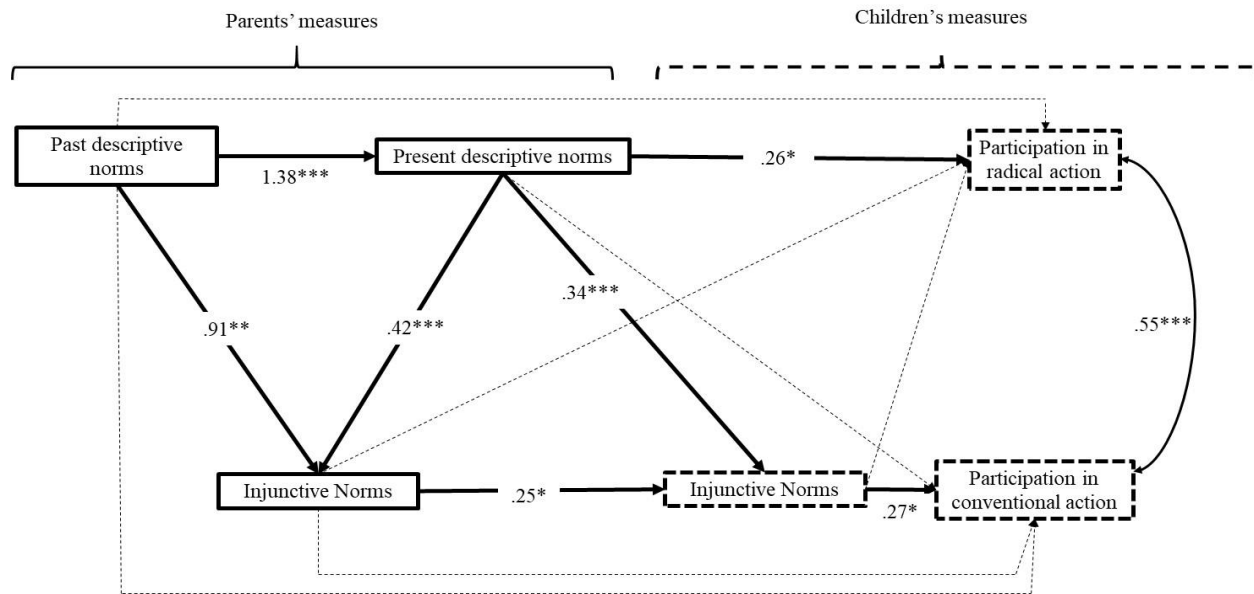 Parents’ measures
Children’s measures
Past descriptive
norms
1.38***
Present descriptive norms
.26*
Participation in
radical action
.91**
.42***
.34***
.55***
Injunctive Norms
.25*
Injunctive Norms
.27*
Participation in
conventional action